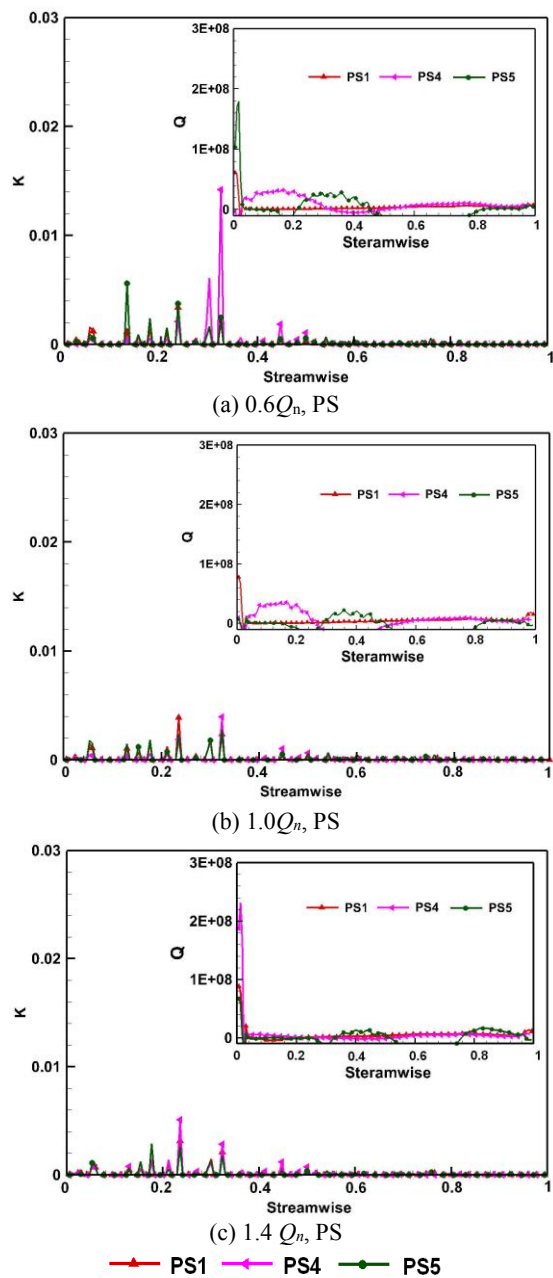 0.03
3E+08
PS1 PS4 PS5
2E+08
Q
1E+08
0
0 0.2 0.4 0.6 0.8 1
Steramwise
0.02
K
0.01
0
0 0.2 0.4 0.6 0.8 1
Streamwise
(a) 0.6Qn, PS
0.03
3E+08
PS1 PS4 PS5
2E+08
Q
1E+08
0
0 0.2 0.4 0.6 0.8 1
Steramwise
0.02
K
0.01
0
0 0.2 0.4 0.6 0.8 1
Streamwise
(b) 1.0Qn, PS
0.03
3E+08
PS1 PS4 PS5
2E+08
Q
1E+08
0
0 0.2 0.4 0.6 0.8 1
Steramwise
0.02
K
0.01
0
0 0.2 0.4 0.6 0.8 1
Streamwise
(c) 1.4 Qn, PS
PS1 PS4 PS5